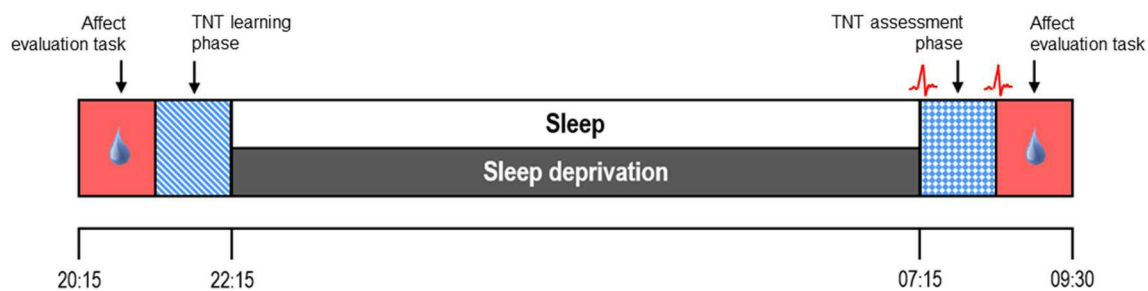 Affect
evaluation task
TNT learning
phase
TNT assessment
phase
Affect
evaluation task
Sleep
Sleep deprivation
20:15
22:15
07:15
09:30